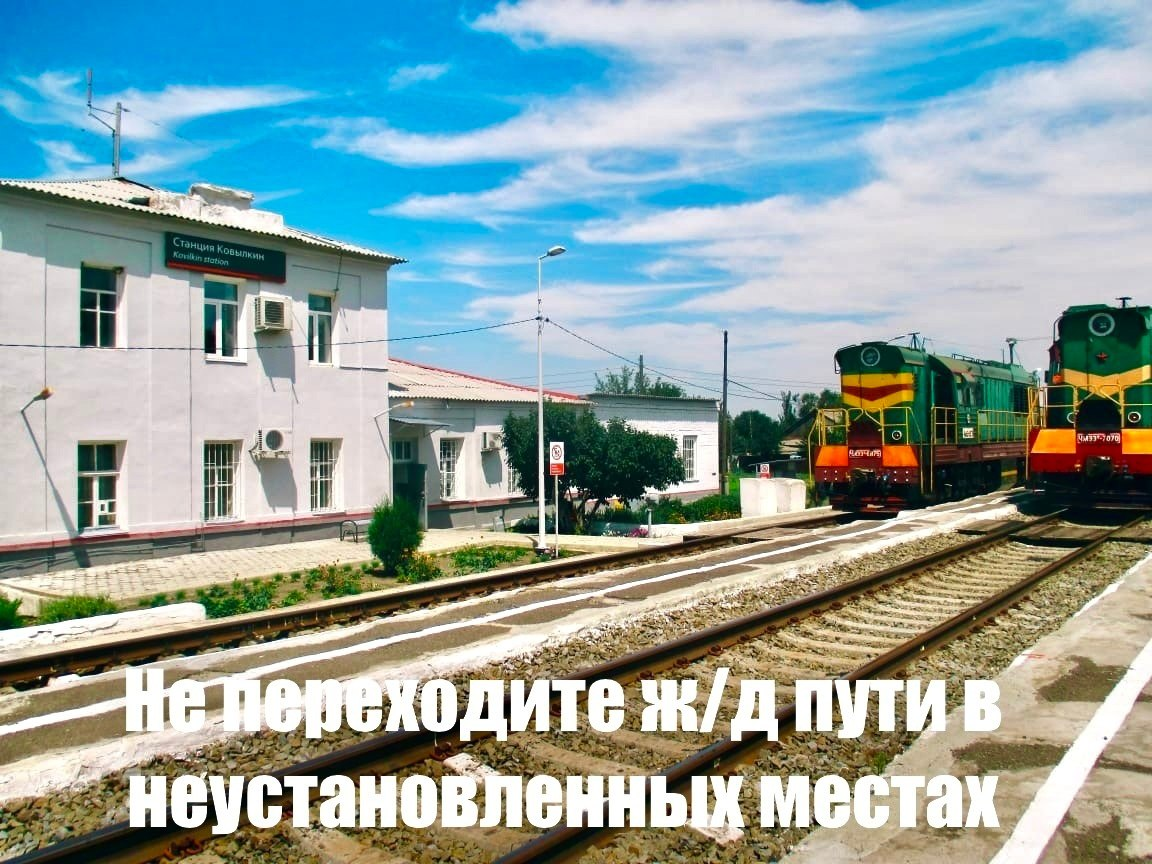 Станция Ковылкин
Kovilkin station
Не переходите ж/д пути в
неустановленных местах